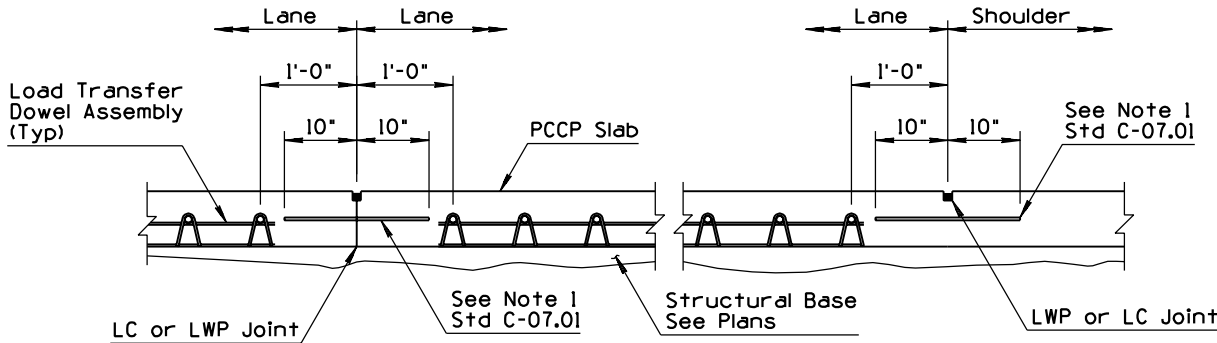 Lane Lane
Lane Shoulder
1'-0" 1'-0"
1'-0"
Load Transfer
Dowel Assembly
(Typ)
10" 10"
PCCP Slab
10" 10"
See Note 1
Std C-07.01
LC or LWP Joint
See Note 1
Std C-07.01
Structural Base
See Plans
LWP or LC Joint